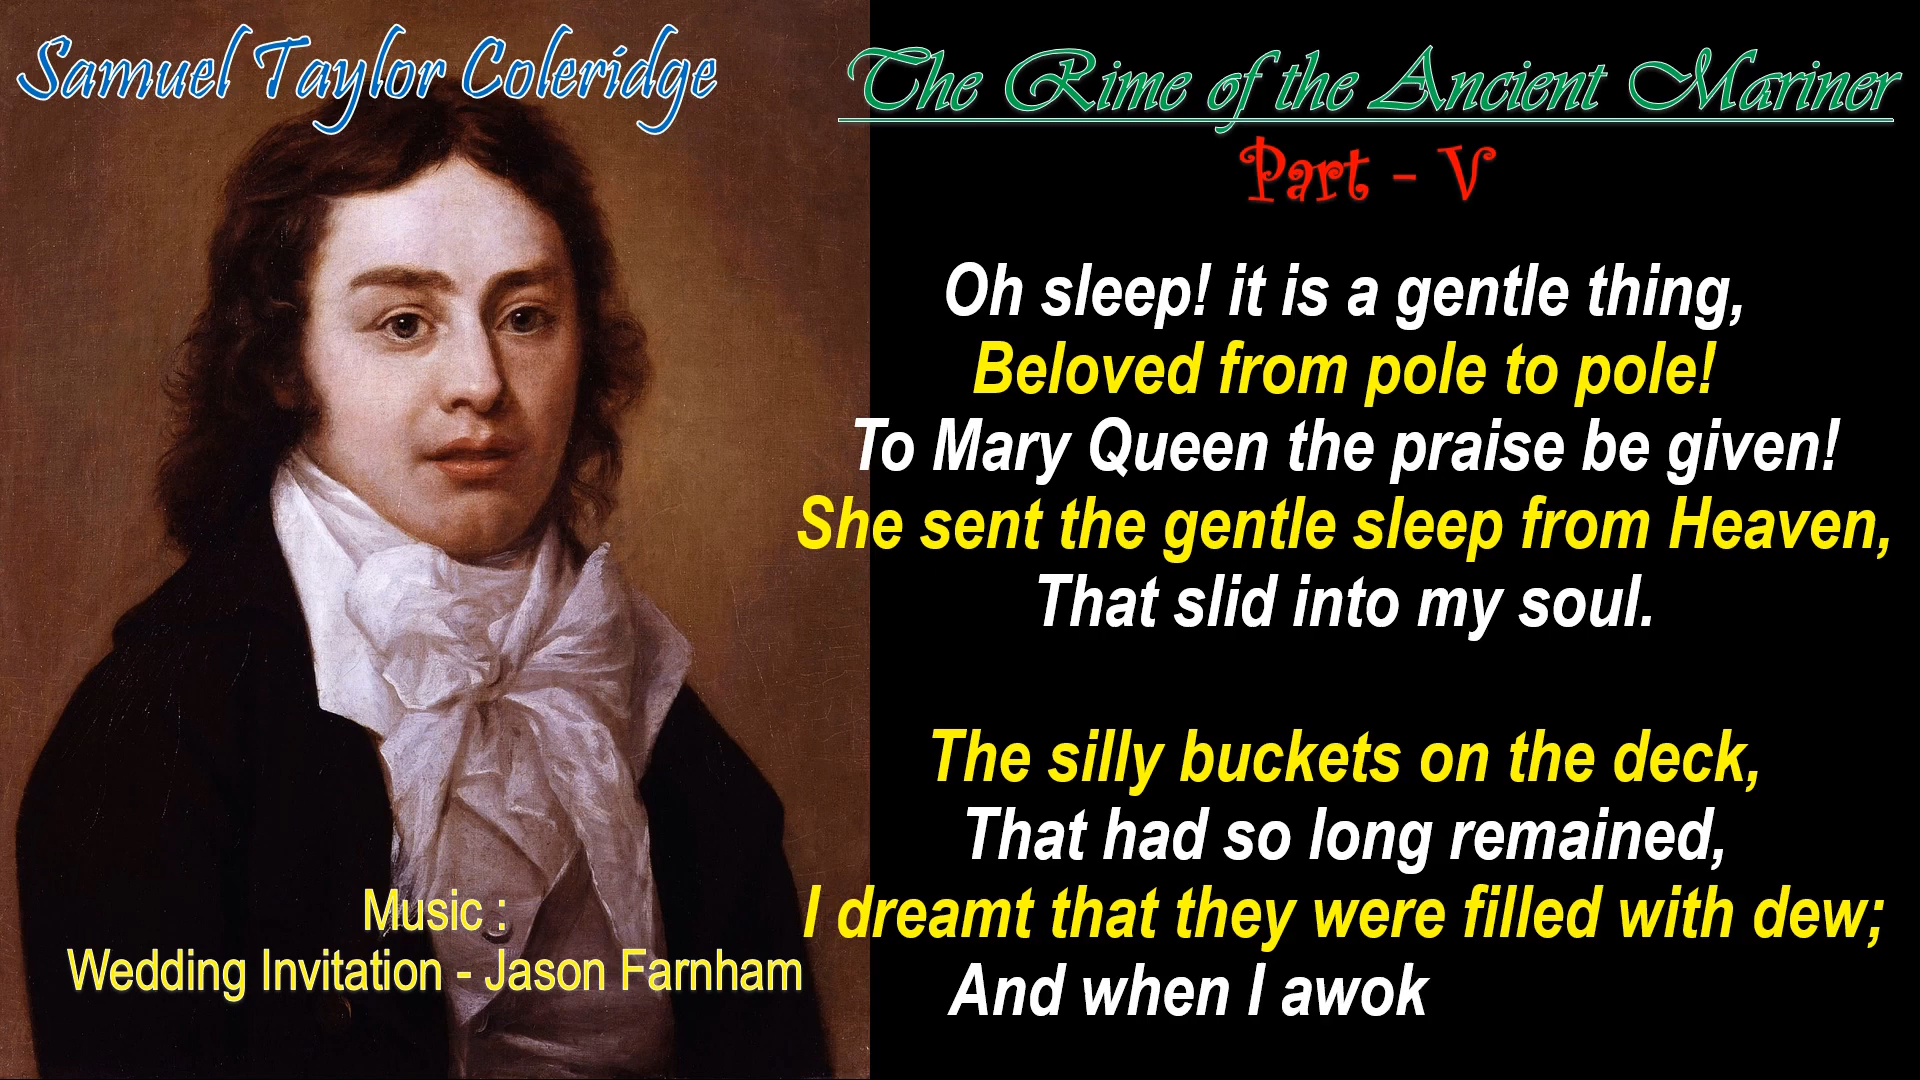 Samuel Taylor Coleridge
The Rime of the Ancient Mariner
Part - V
Oh sleep! it is a gentle thing,
Beloved from pole to pole!
To Mary Queen the praise be given!
She sent the gentle sleep from Heaven,
That slid into my soul.
The silly buckets on the deck,
That had so long remained,
I dreamt that they were filled with dew;
And when I awok
Music :
Wedding Invitation - Jason Farnham